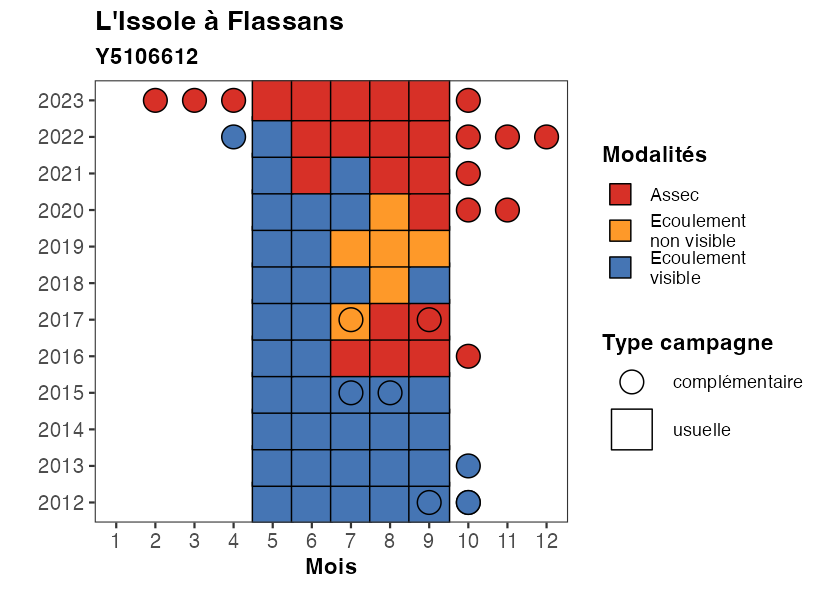 L'Issole à Flassans
Y5106612
2023
2022
2021
2020
2019
2018
2017
2016
2015
2014
2013
2012
1 2 3 4 5 6 7 8 9 10 11 12
Mois
Modalités
Assec
Ecoulement
non visible
Ecoulement
visible
Type campagne
complémentaire
usuelle